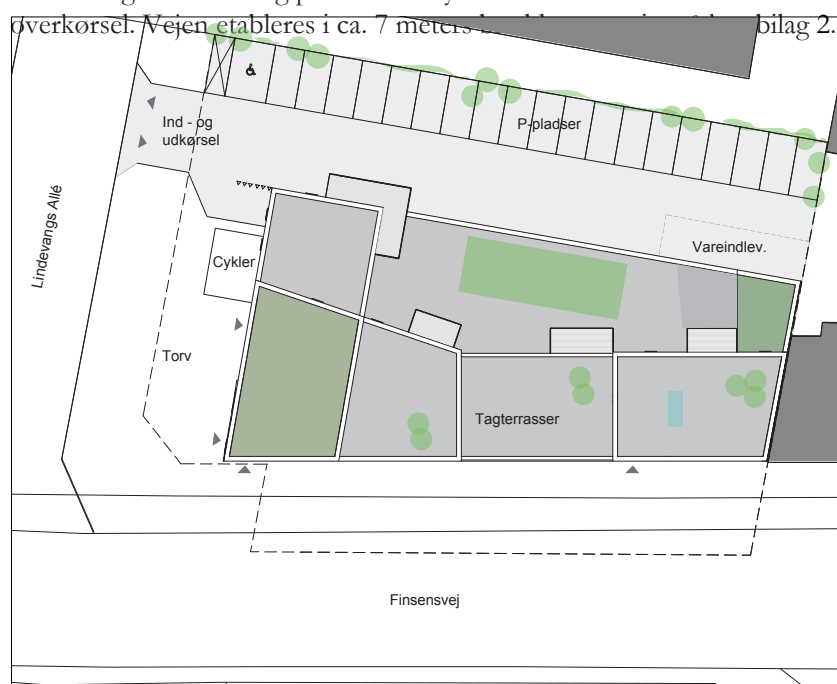 overkørsel. Vejen etableres i ca. 7 meters bilag 2.
P-pladser
Ind - og
udkørsel
Lindevangs Allé
Vareindlev.
Cykler
Torv
Tagterrasser
Finsensvej